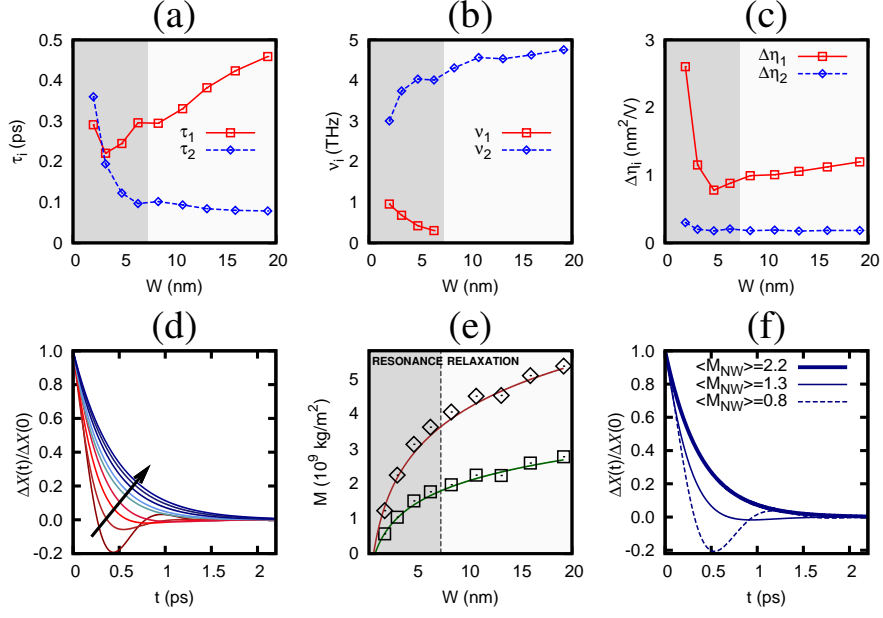 (a)
0.5
0.4
0.3
0.2
0.1
0
τi (ps)
τ1
τ2
0 5 10 15 20
W (nm)
(b)
5
4
3
2
1
0
νi (THz)
ν1
ν2
0 5 10 15 20
W (nm)
(c)
3
2
1
0
Δηi (nm²/V)
Δη1
Δη2
0 5 10 15 20
W (nm)
(d)
1.0
0.8
0.6
0.4
0.2
0.0
-0.2
ΔX(t)/ΔX(0)
0 0.5 1 1.5 2
t (ps)
(e)
RESONANCE RELAXATION
5
4
3
2
1
0
M (10⁹ kg/m²)
0 5 10 15 20
W (nm)
(f)
1.0
0.8
0.6
0.4
0.2
0.0
-0.2
ΔX(t)/ΔX(0)
<MNW>=2.2
<MNW>=1.3
<MNW>=0.8
0 0.5 1 1.5 2
t (ps)